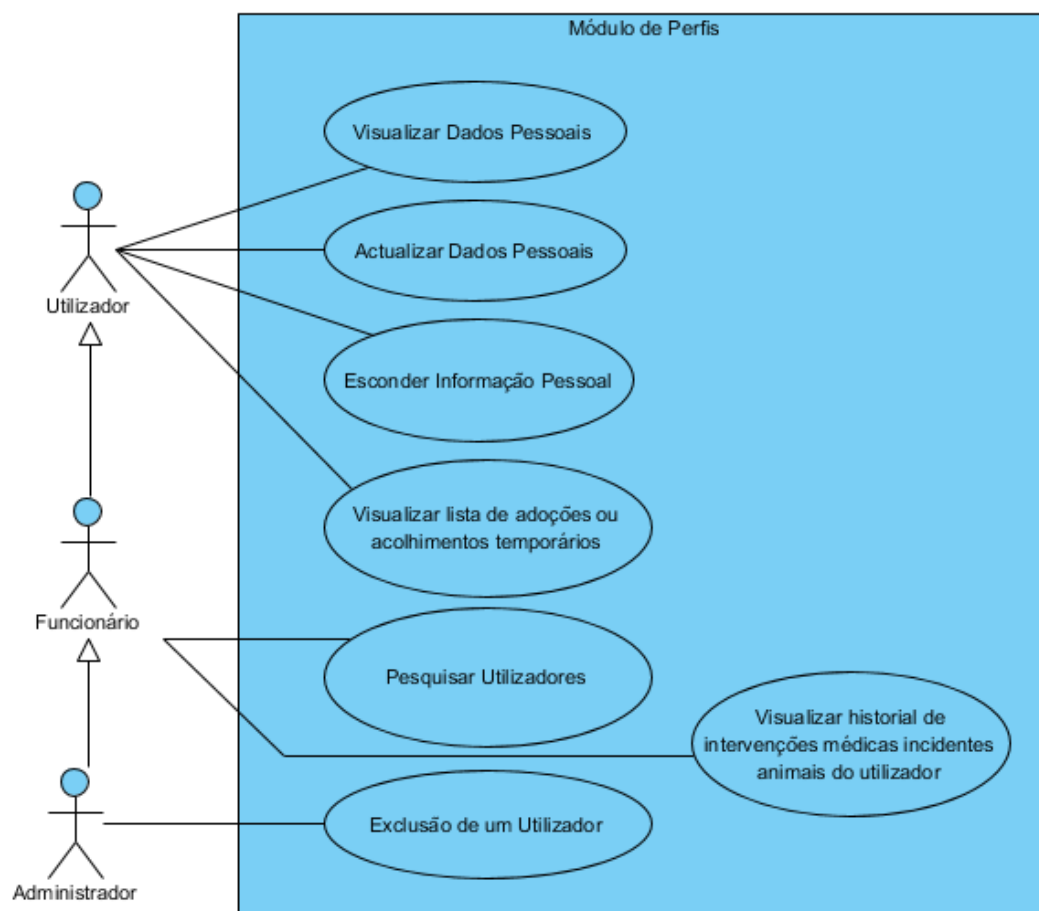 Módulo de Perfis
Visualizar Dados Pessoais
Actualizar Dados Pessoais
Utilizador
Esconder Informação Pessoal
Visualizar lista de adoções ou
acolhimentos temporários
Funcionário
Pesquisar Utilizadores
Visualizar historial de
intervenções médicas incidentes
animais do utilizador
Exclusão de um Utilizador
Administrador